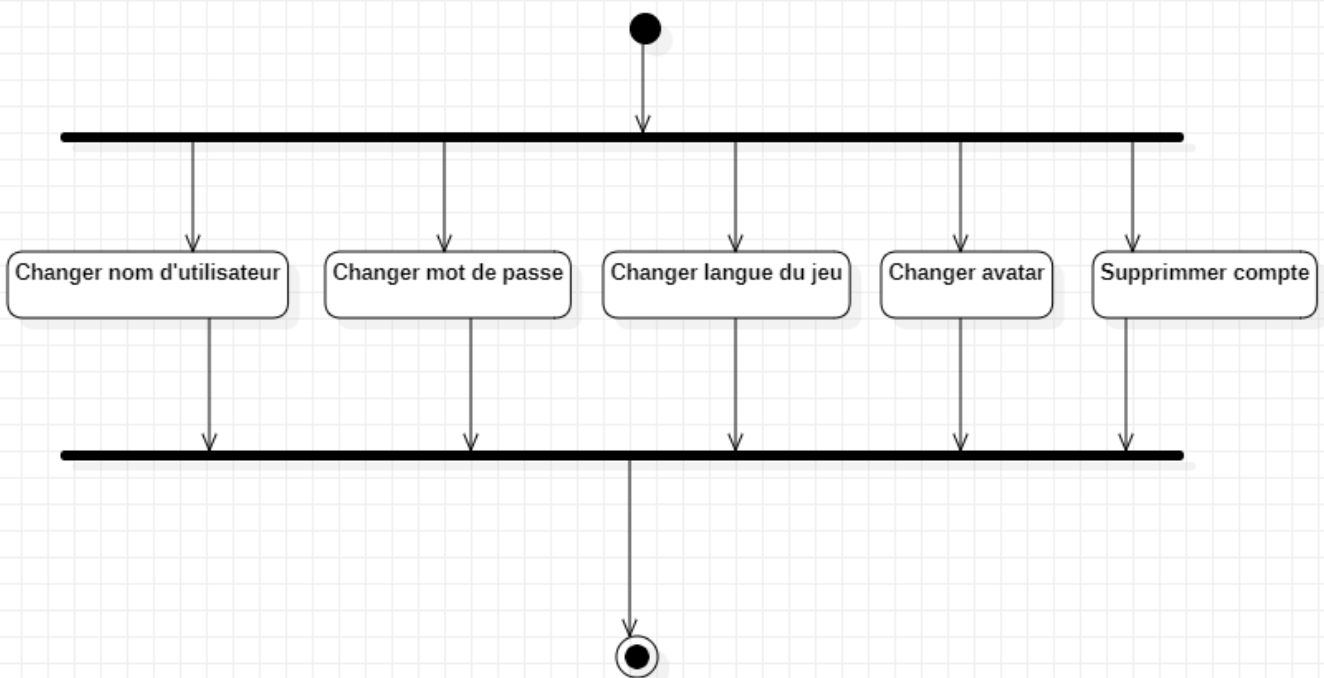 Changer nom d'utilisateur
Changer mot de passe
Changer langue du jeu
Changer avatar
Supprimmer compte